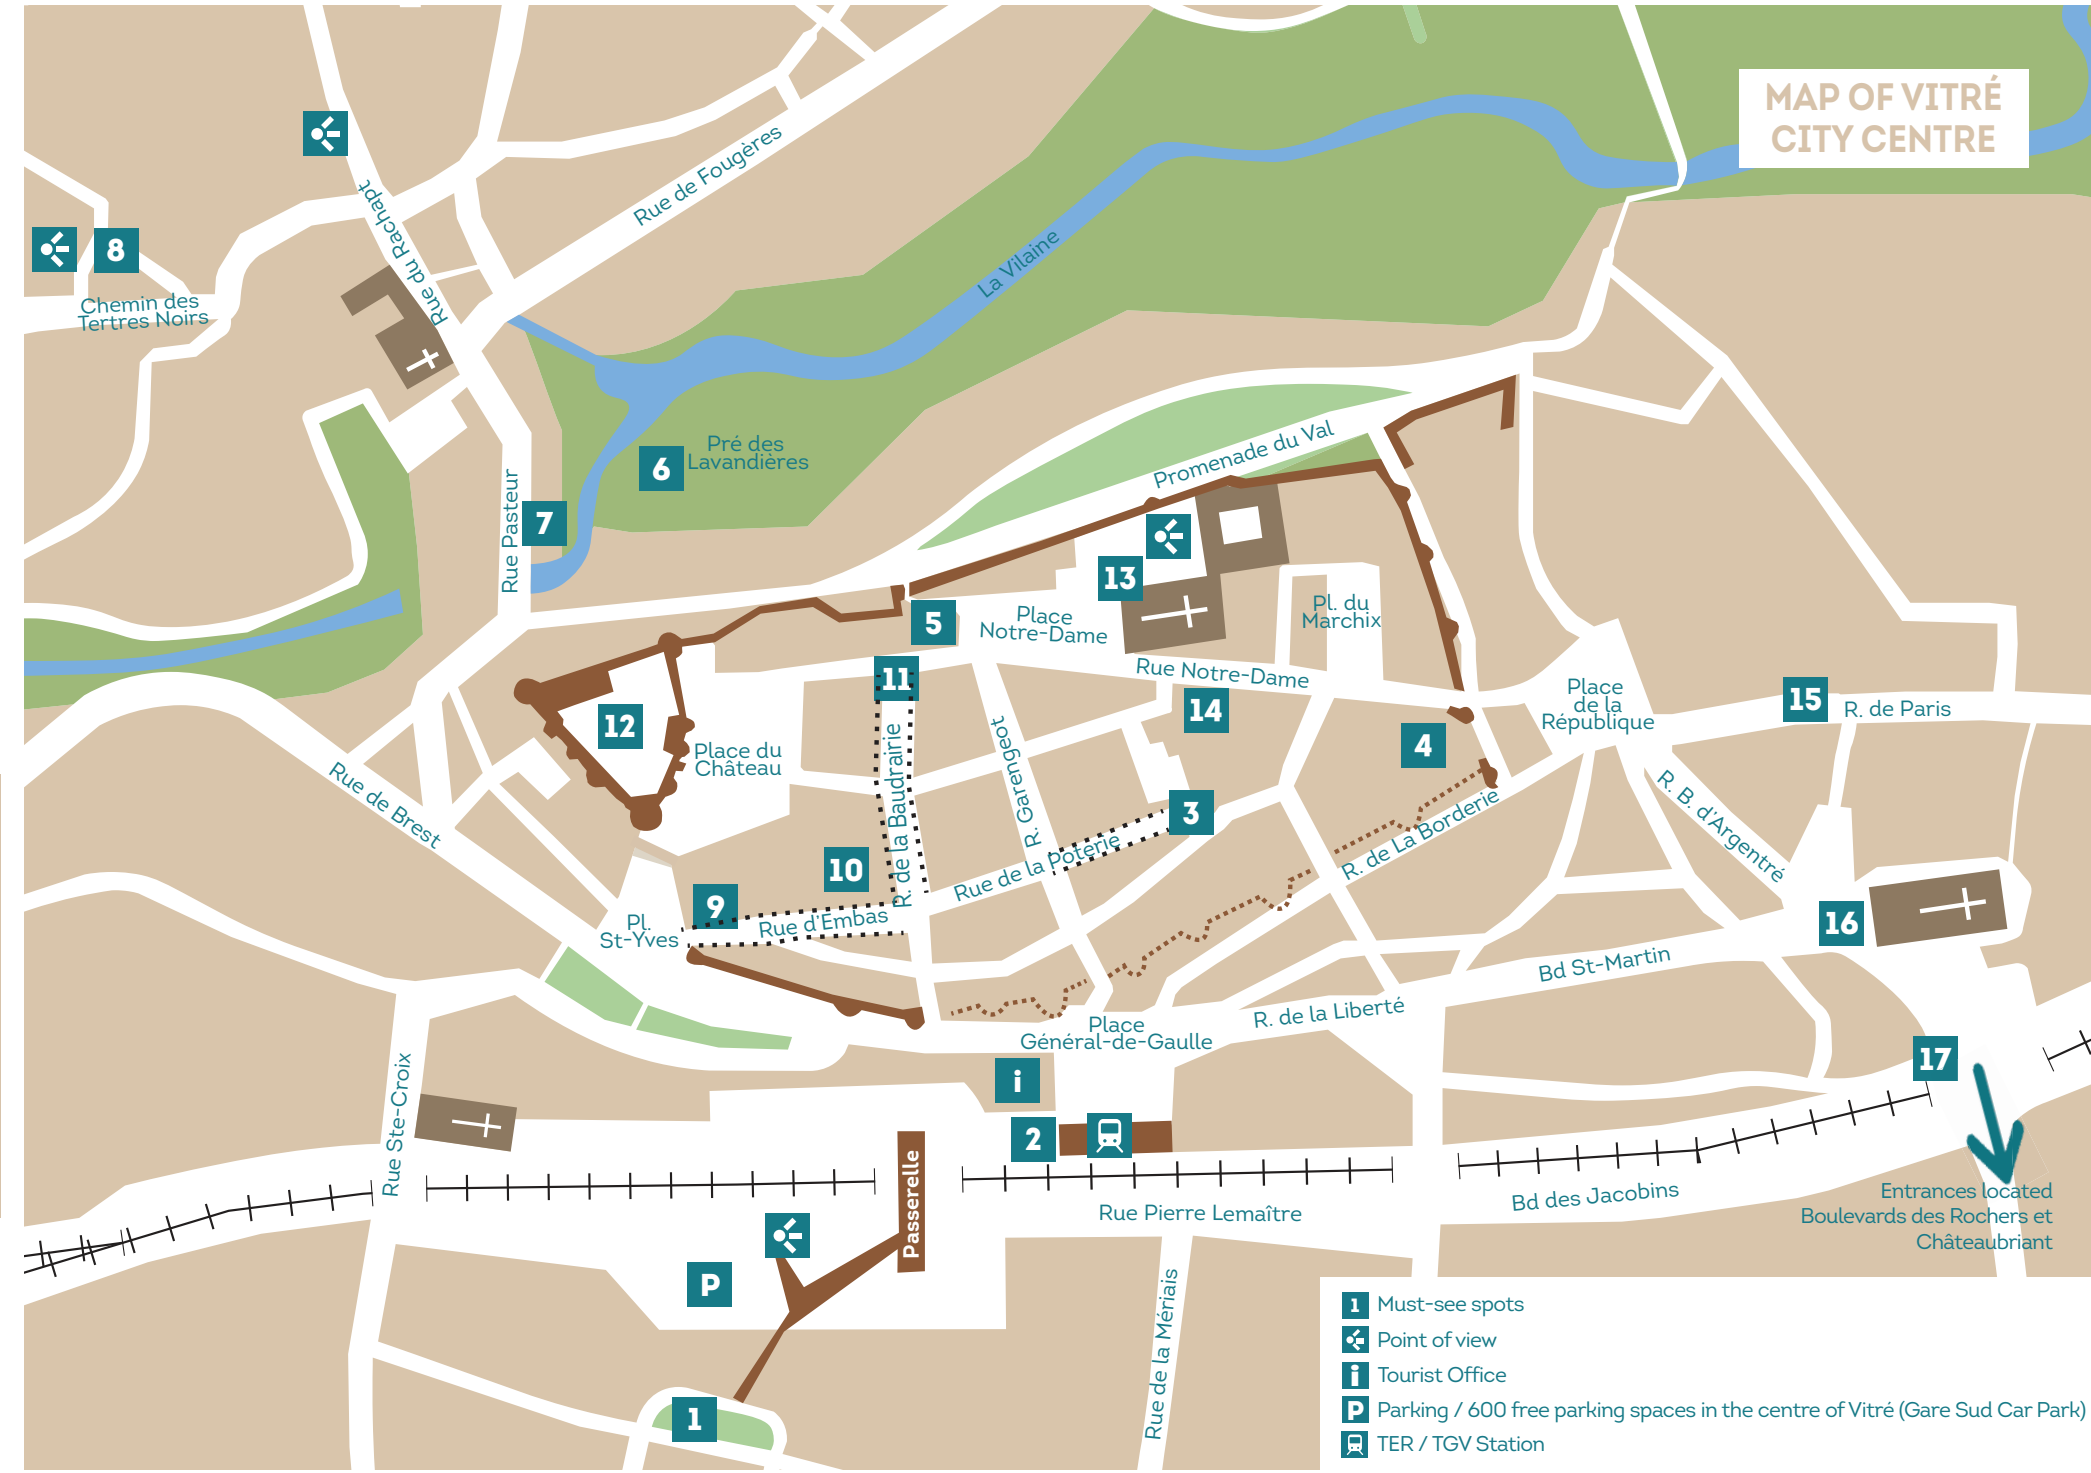 MAP OF VITRÉ
CITY CENTRE
Rue de Fougères
Rue du Rachapt
8
Chemin des
Tertres Noirs
La Vilaine
6
Pré des
Lavandières
7
Rue Pasteur
Promenade du Val
13
5
Place
Notre-Dame
Pl. du
Marchix
Rue Notre-Dame
11
12
Place du
Château
R. de la Baudrairie
R. Garengeot
14
4
Place
de la
République
15
R. de Paris
Rue de Brest
3
Rue de la Poterie
R. de La Borderie
R. B. d'Argentré
10
9
Rue d'Embas
Pl.
St-Yves
16
Bd St-Martin
R. de la Liberté
Place
Général-de-Gaulle
i
2
17
Rue Ste-Croix
Passerelle
Rue Pierre Lemaître
Bd des Jacobins
Entrances located
Boulevards des Rochers et
Châteaubriant
P
Rue de la Mériais
1
1 Must-see spots
Point of view
i Tourist Office
P Parking / 600 free parking spaces in the centre of Vitré (Gare Sud Car Park)
TER / TGV Station